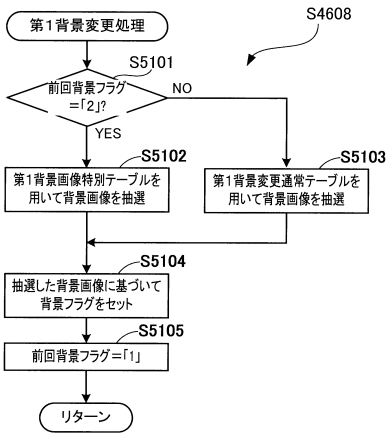 第1背景変更処理
S4608
S5101
前回背景フラグ
＝「2」?
NO
YES
S5102
第1背景画像特別テーブルを
用いて背景画像を抽選
S5103
第1背景変更通常テーブルを
用いて背景画像を抽選
S5104
抽選した背景画像に基づいて
背景フラグをセット
S5105
前回背景フラグ＝「1」
リターン